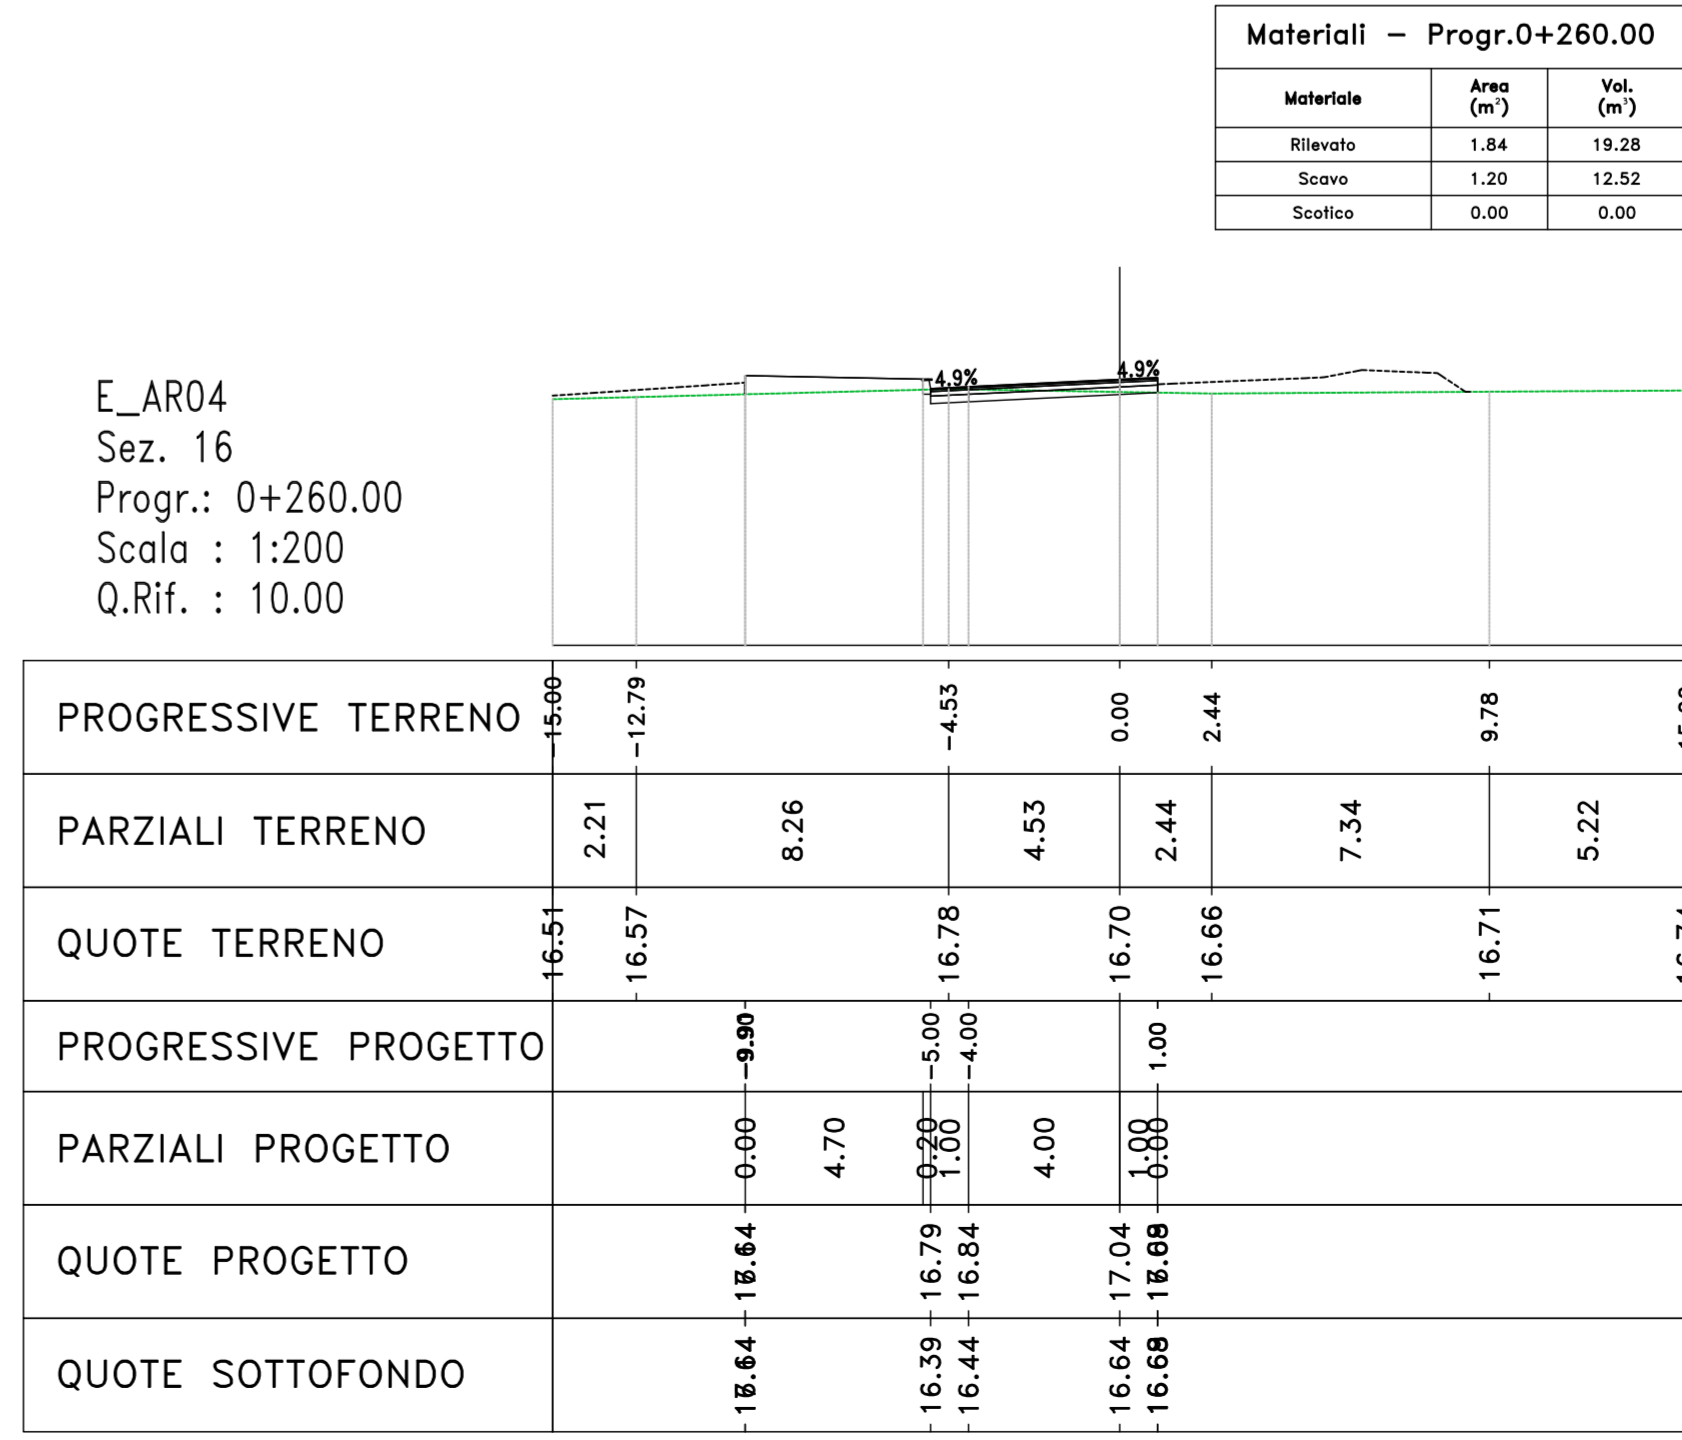 Materiali – Progr.0+260.00
Materiale Area (m²) Vol. (m³)
Rilevato 1.84 19.28
Scavo 1.20 12.52
Scotico 0.00 0.00
4.9% 4.9%
E_AR04
Sez. 16
Progr.: 0+260.00
Scala : 1:200
Q.Rif. : 10.00
PROGRESSIVE TERRENO -15.00 -12.79 -4.53 0.00 2.44 9.78
PARZIALI TERRENO 2.21 8.26 4.53 2.44 7.34 5.22
QUOTE TERRENO 16.51 16.57 16.78 16.70 16.66 16.71
PROGRESSIVE PROGETTO -5.00 -4.00 1.00
PARZIALI PROGETTO 0.00 4.70 0.20 1.00 4.00 1.00 0.00
QUOTE PROGETTO 16.79 16.84 17.04
QUOTE SOTTOFONDO 16.39 16.44 16.64